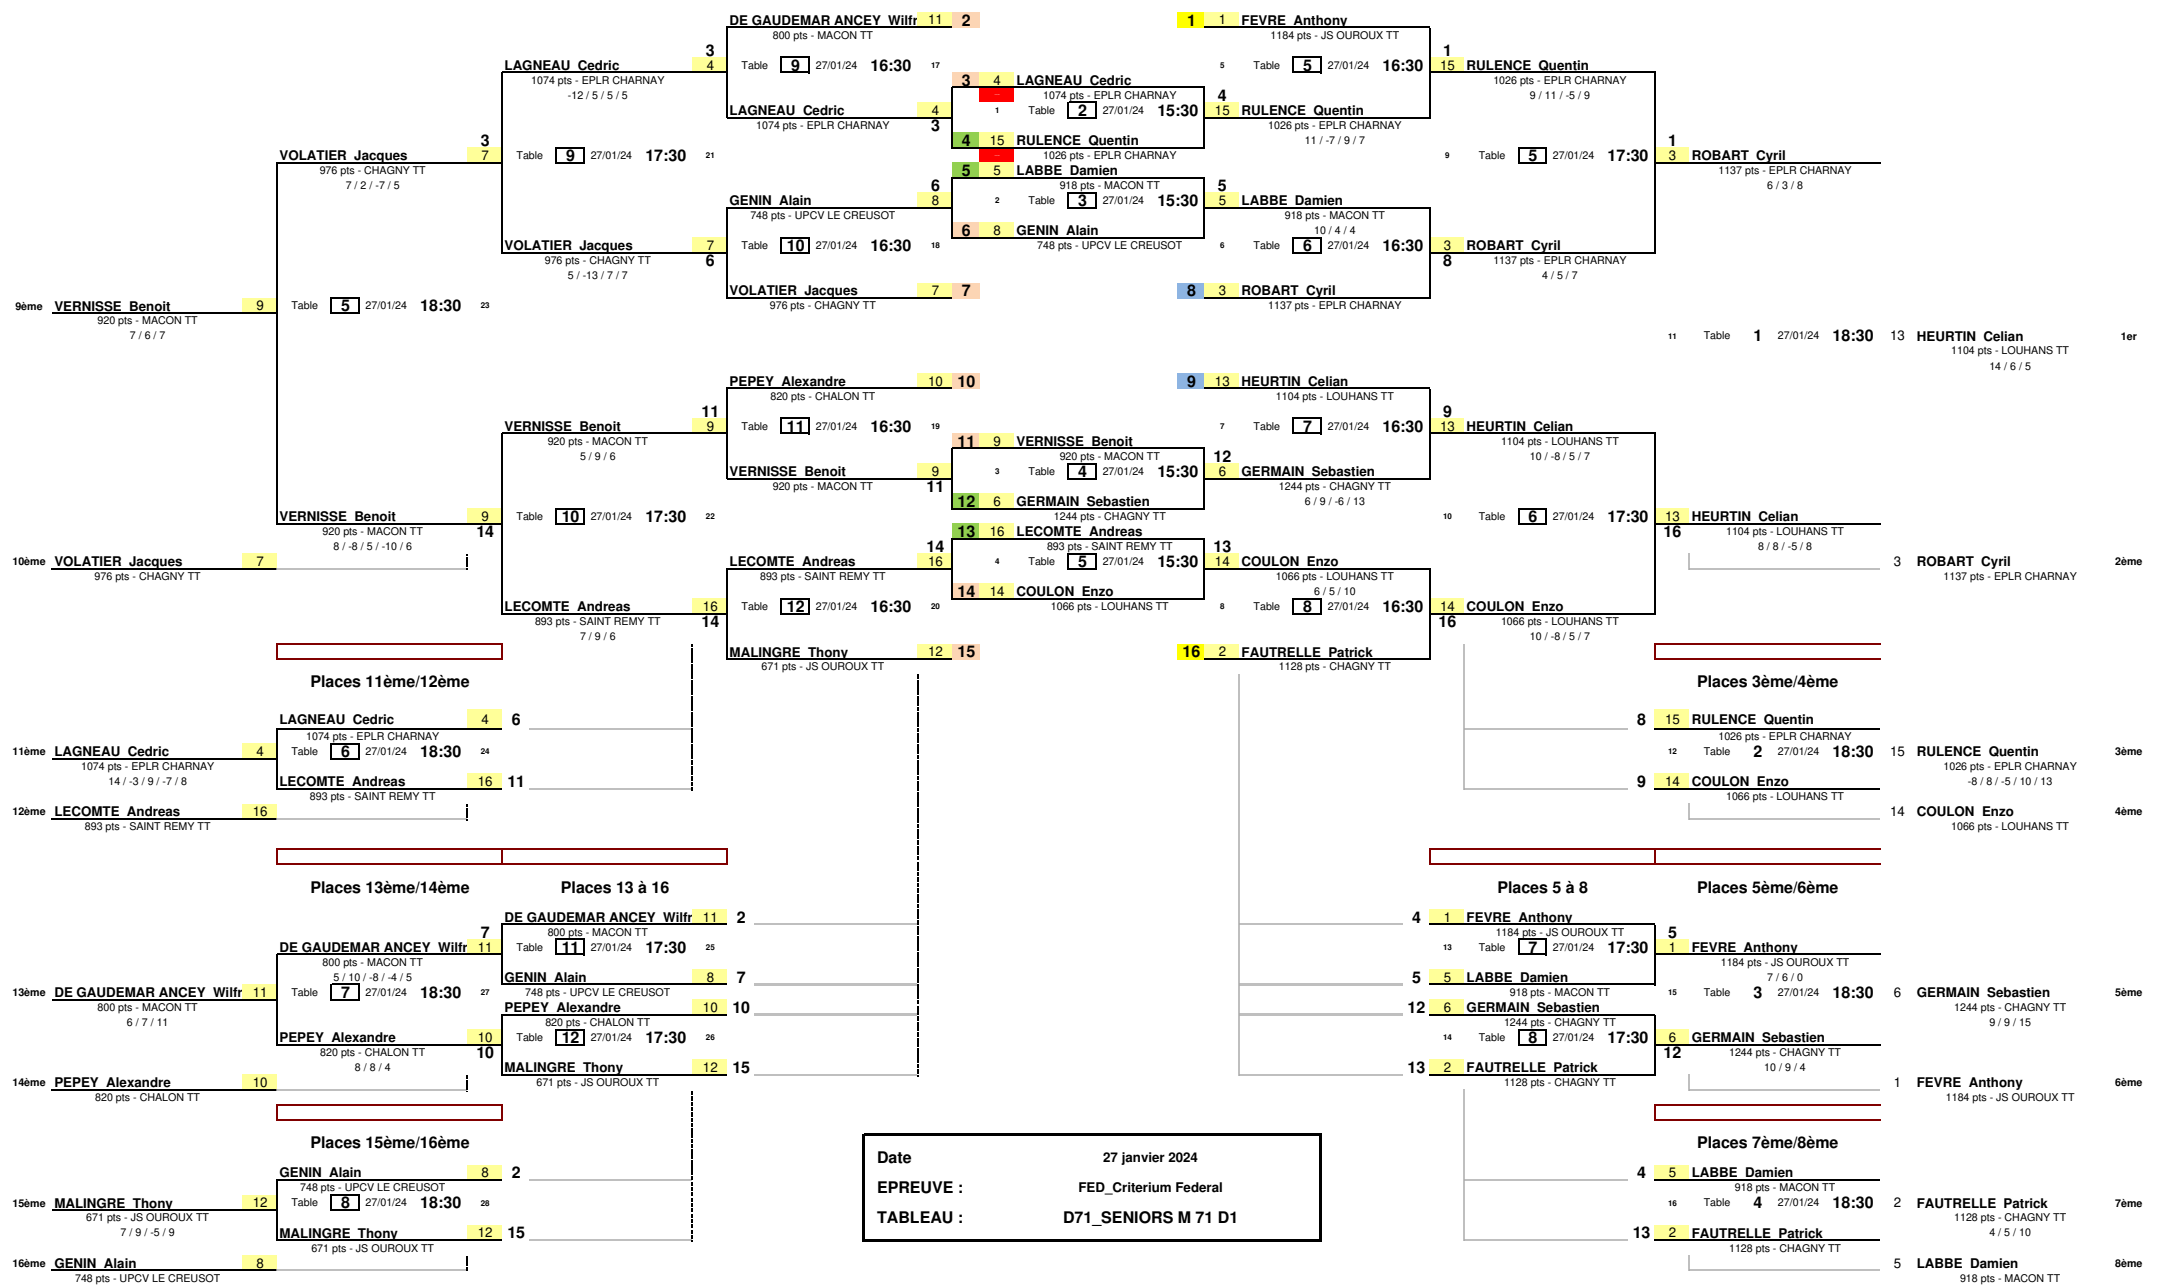 DE GAUDEMAR ANCEY Wilfr 11 2
800 pts - MACON TT
Table 9 27/01/24 16:30 17
LAGNEAU Cedric 4
1074 pts - EPLR CHARNAY
3
3
LAGNEAU Cedric 4
1074 pts - EPLR CHARNAY
-12 / 5 / 5 / 5
3 4 LAGNEAU Cedric
1074 pts - EPLR CHARNAY
1 Table 2 27/01/24 15:30
4 15 RULENCE Quentin
1026 pts - EPLR CHARNAY
5 5 LABBE Damien
918 pts - MACON TT
2 Table 3 27/01/24 15:30
6 8 GENIN Alain
748 pts - UPCV LE CREUSOT
1 1 FEVRE Anthony
1184 pts - JS OUROUX TT
5 Table 5 27/01/24 16:30
4
15 RULENCE Quentin
1026 pts - EPLR CHARNAY
11 / -7 / 9 / 7
1
15 RULENCE Quentin
1026 pts - EPLR CHARNAY
9 / 11 / -5 / 9
9 Table 5 27/01/24 17:30
1
3 ROBART Cyril
1137 pts - EPLR CHARNAY
6 / 3 / 8
3
VOLATIER Jacques 7
976 pts - CHAGNY TT
7 / 2 / -7 / 5
Table 9 27/01/24 17:30 21
6
GENIN Alain 8
748 pts - UPCV LE CREUSOT
Table 10 27/01/24 16:30 18
VOLATIER Jacques 7
6
976 pts - CHAGNY TT
5 / -13 / 7 / 7
VOLATIER Jacques 7 7
976 pts - CHAGNY TT
5
5 LABBE Damien
918 pts - MACON TT
10 / 4 / 4
6 Table 6 27/01/24 16:30
3 ROBART Cyril
8
1137 pts - EPLR CHARNAY
4 / 5 / 7
8 3 ROBART Cyril
1137 pts - EPLR CHARNAY
9ème VERNISSE Benoit 9
920 pts - MACON TT
7 / 6 / 7
Table 5 27/01/24 18:30 23
11 Table 1 27/01/24 18:30 13 HEURTIN Celian 1er
1104 pts - LOUHANS TT
14 / 6 / 5
PEPEY Alexandre 10 10
820 pts - CHALON TT
11
VERNISSE Benoit 9
920 pts - MACON TT
5 / 9 / 6
Table 11 27/01/24 16:30 19
VERNISSE Benoit 9
11
920 pts - MACON TT
11 9 VERNISSE Benoit
920 pts - MACON TT
3 Table 4 27/01/24 15:30
12 6 GERMAIN Sebastien
1244 pts - CHAGNY TT
13 16 LECOMTE Andreas
893 pts - SAINT REMY TT
4 Table 5 27/01/24 15:30
14 14 COULON Enzo
1066 pts - LOUHANS TT
9 13 HEURTIN Celian
1104 pts - LOUHANS TT
7 Table 7 27/01/24 16:30
12
6 GERMAIN Sebastien
1244 pts - CHAGNY TT
6 / 9 / -6 / 13
9
13 HEURTIN Celian
1104 pts - LOUHANS TT
10 / -8 / 5 / 7
10 Table 6 27/01/24 17:30
13 HEURTIN Celian
16
1104 pts - LOUHANS TT
8 / 8 / -5 / 8
VERNISSE Benoit 9
14
920 pts - MACON TT
8 / -8 / 5 / -10 / 6
Table 10 27/01/24 17:30 22
10ème VOLATIER Jacques 7
976 pts - CHAGNY TT
14
LECOMTE Andreas 16
893 pts - SAINT REMY TT
Table 12 27/01/24 16:30 20
LECOMTE Andreas 16
14
893 pts - SAINT REMY TT
7 / 9 / 6
MALINGRE Thony 12 15
671 pts - JS OUROUX TT
13
14 COULON Enzo
1066 pts - LOUHANS TT
6 / 5 / 10
8 Table 8 27/01/24 16:30
14 COULON Enzo
16
1066 pts - LOUHANS TT
10 / -8 / 5 / 7
16 2 FAUTRELLE Patrick
1128 pts - CHAGNY TT
3 ROBART Cyril 2ème
1137 pts - EPLR CHARNAY
Places 11ème/12ème
LAGNEAU Cedric 4 6
1074 pts - EPLR CHARNAY
11ème LAGNEAU Cedric 4 Table 6 27/01/24 18:30 24
1074 pts - EPLR CHARNAY
14 / -3 / 9 / -7 / 8
LECOMTE Andreas 16 11
893 pts - SAINT REMY TT
12ème LECOMTE Andreas 16
893 pts - SAINT REMY TT
Places 3ème/4ème
8 15 RULENCE Quentin
1026 pts - EPLR CHARNAY
12 Table 2 27/01/24 18:30 15 RULENCE Quentin 3ème
1026 pts - EPLR CHARNAY
-8 / 8 / -5 / 10 / 13
9 14 COULON Enzo
1066 pts - LOUHANS TT
14 COULON Enzo 4ème
1066 pts - LOUHANS TT
Places 13ème/14ème Places 13 à 16
DE GAUDEMAR ANCEY Wilfr 11 2
800 pts - MACON TT
7
DE GAUDEMAR ANCEY Wilfr 11 Table 11 27/01/24 17:30 25
800 pts - MACON TT
5 / 10 / -8 / -4 / 5
GENIN Alain 8 7
748 pts - UPCV LE CREUSOT
13ème DE GAUDEMAR ANCEY Wilfr 11 Table 7 27/01/24 18:30 27
800 pts - MACON TT
6 / 7 / 11
PEPEY Alexandre 10 10
820 pts - CHALON TT
PEPEY Alexandre 10 Table 12 27/01/24 17:30 26
10
820 pts - CHALON TT
8 / 8 / 4
MALINGRE Thony 12 15
671 pts - JS OUROUX TT
14ème PEPEY Alexandre 10
820 pts - CHALON TT
Places 5 à 8 Places 5ème/6ème
4 1 FEVRE Anthony
1184 pts - JS OUROUX TT
13 Table 7 27/01/24 17:30
5
1 FEVRE Anthony
1184 pts - JS OUROUX TT
7 / 6 / 0
5 5 LABBE Damien
918 pts - MACON TT
15 Table 3 27/01/24 18:30 6 GERMAIN Sebastien 5ème
1244 pts - CHAGNY TT
9 / 9 / 15
12 6 GERMAIN Sebastien
1244 pts - CHAGNY TT
14 Table 8 27/01/24 17:30
6 GERMAIN Sebastien
12
1244 pts - CHAGNY TT
10 / 9 / 4
13 2 FAUTRELLE Patrick
1128 pts - CHAGNY TT
1 FEVRE Anthony 6ème
1184 pts - JS OUROUX TT
Places 15ème/16ème
GENIN Alain 8 2
748 pts - UPCV LE CREUSOT
15ème MALINGRE Thony 12 Table 8 27/01/24 18:30 28
671 pts - JS OUROUX TT
7 / 9 / -5 / 9
MALINGRE Thony 12 15
671 pts - JS OUROUX TT
16ème GENIN Alain 8
748 pts - UPCV LE CREUSOT
Date 27 janvier 2024
EPREUVE : FED_Criterium Federal
TABLEAU : D71_SENIORS M 71 D1
Places 7ème/8ème
4 5 LABBE Damien
918 pts - MACON TT
16 Table 4 27/01/24 18:30 2 FAUTRELLE Patrick 7ème
1128 pts - CHAGNY TT
4 / 5 / 10
13 2 FAUTRELLE Patrick
1128 pts - CHAGNY TT
5 LABBE Damien 8ème
918 pts - MACON TT